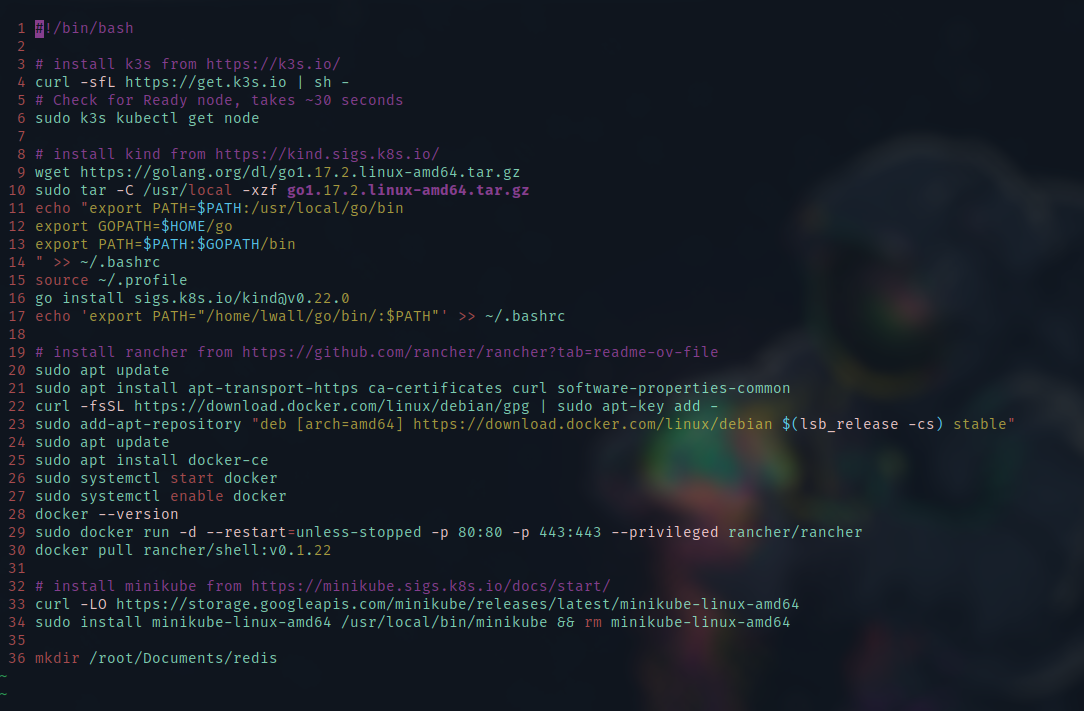 1 #!/bin/bash
2
3 # install k3s from https://k3s.io/
4 curl -sfL https://get.k3s.io | sh -
5 # Check for Ready node, takes ~30 seconds
6 sudo k3s kubectl get node
7
8 # install kind from https://kind.sigs.k8s.io/
9 wget https://golang.org/dl/go1.17.2.linux-amd64.tar.gz
10 sudo tar -C /usr/local -xzf go1.17.2.linux-amd64.tar.gz
11 echo "export PATH=$PATH:/usr/local/go/bin
12 export GOPATH=$HOME/go
13 export PATH=$PATH:$GOPATH/bin
14 " >> ~/.bashrc
15 source ~/.profile
16 go install sigs.k8s.io/kind@v0.22.0
17 echo 'export PATH="/home/lwall/go/bin/:$PATH"' >> ~/.bashrc
18
19 # install rancher from https://github.com/rancher/rancher?tab=readme-ov-file
20 sudo apt update
21 sudo apt install apt-transport-https ca-certificates curl software-properties-common
22 curl -fsSL https://download.docker.com/linux/debian/gpg | sudo apt-key add -
23 sudo add-apt-repository "deb [arch=amd64] https://download.docker.com/linux/debian $(lsb_release -cs) stable"
24 sudo apt update
25 sudo apt install docker-ce
26 sudo systemctl start docker
27 sudo systemctl enable docker
28 docker --version
29 sudo docker run -d --restart=unless-stopped -p 80:80 -p 443:443 --privileged rancher/rancher
30 docker pull rancher/shell:v0.1.22
31
32 # install minikube from https://minikube.sigs.k8s.io/docs/start/
33 curl -LO https://storage.googleapis.com/minikube/releases/latest/minikube-linux-amd64
34 sudo install minikube-linux-amd64 /usr/local/bin/minikube && rm minikube-linux-amd64
35
36 mkdir /root/Documents/redis
~
~